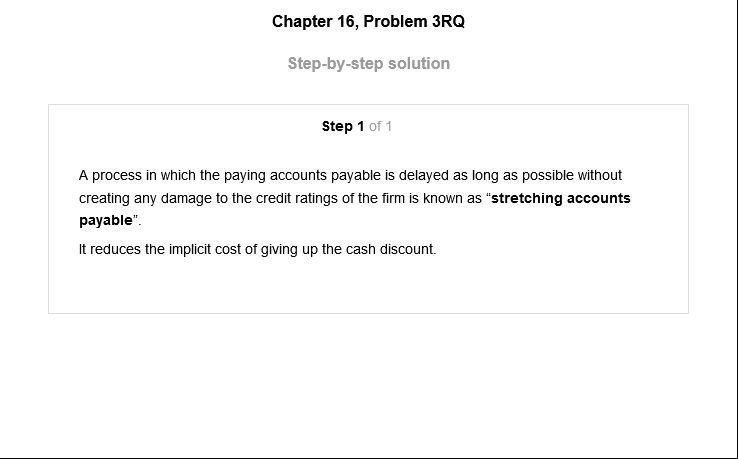 Chapter 16, Problem 3RQ
Step-by-step solution
Step 1 of 1
A process in which the paying accounts payable is delayed as long as possible without
creating any damage to the credit ratings of the firm is known as “stretching accounts
payable”.
It reduces the implicit cost of giving up the cash discount.